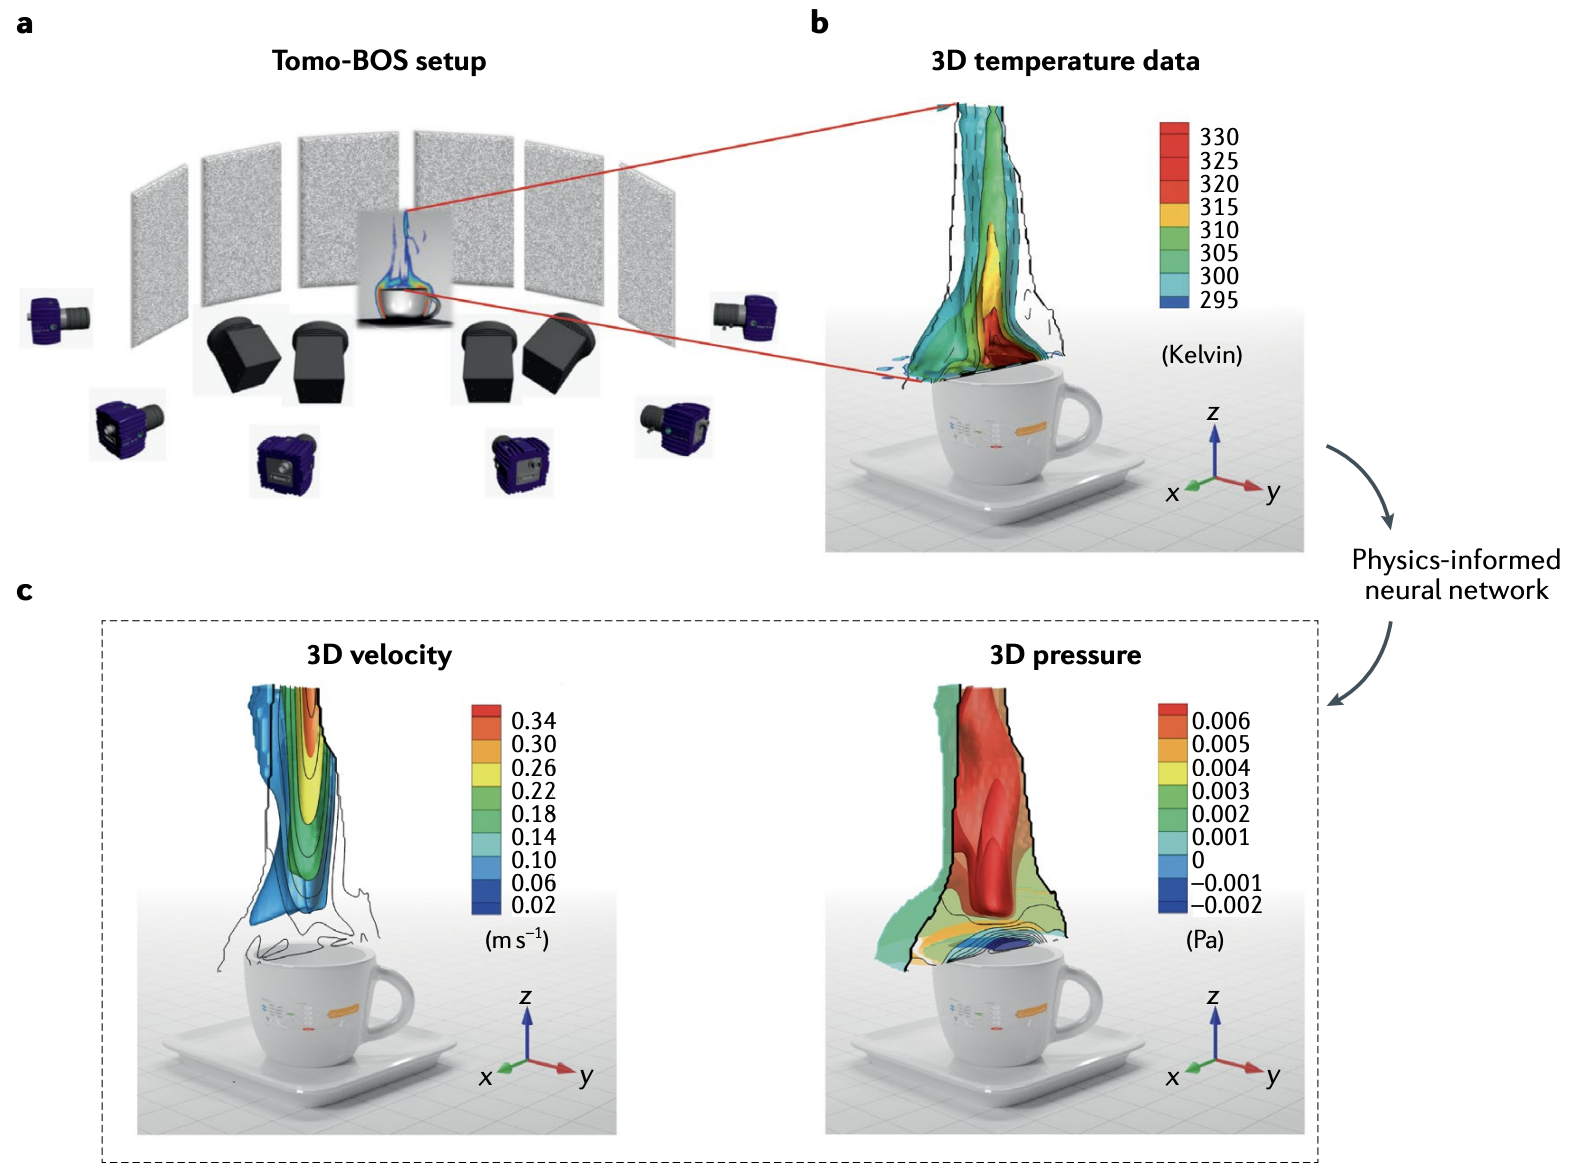 a
Tomo-BOS setup
b
3D temperature data
330
325
320
315
310
305
300
295
(Kelvin)
z
x
y
Physics-informed
neural network
c
3D velocity
0.34
0.30
0.26
0.22
0.18
0.14
0.10
0.06
0.02
(m s⁻¹)
z
x
y
3D pressure
0.006
0.005
0.004
0.003
0.002
0.001
0
−0.001
−0.002
(Pa)
z
x
y